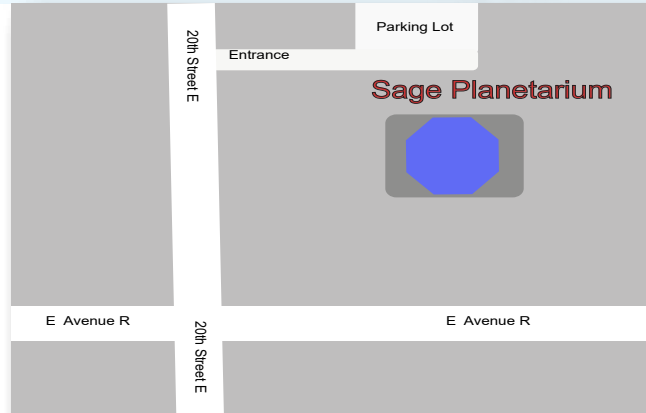 Parking Lot
20th Street E
Entrance
Sage Planetarium
E Avenue R
E Avenue R
20th Street E